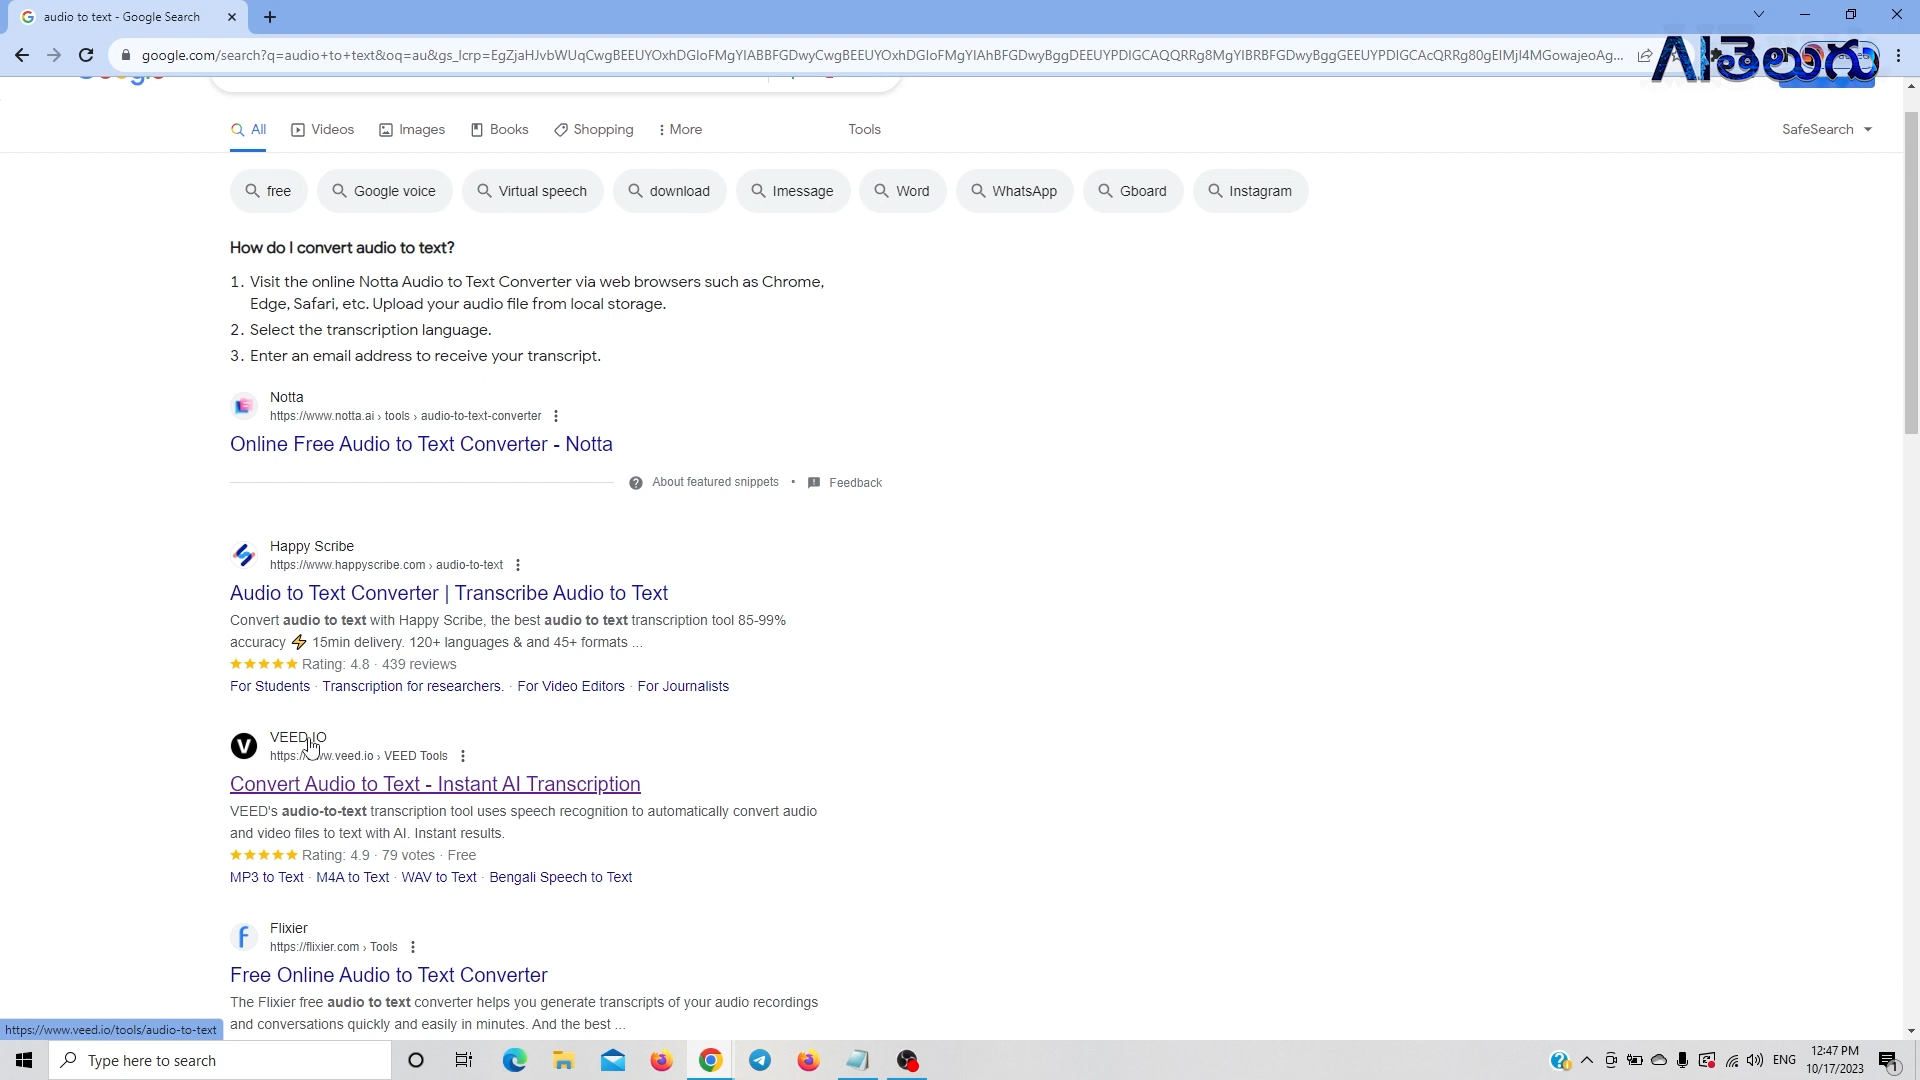 audio to text - Google Search
google.com/search?q=audio+to+text&oq=au&gs_lcrp=EgZjaHJvbWUqCwgBEEUYOxhDGIoFMgYIABBFGDwyCwgBEEUYOxhDGIoFMgYIAhBFGDwyBggDEEUYPDIGCAQQRRg8MgYIBRBFGDwyBggGEEUYPDIGCAcQRRg80gEIMjI4MGowajeoAg...
AIతెలుగు
All
Videos
Images
Books
Shopping
More
Tools
SafeSearch
free
Google voice
Virtual speech
download
Imessage
Word
WhatsApp
Gboard
Instagram
How do I convert audio to text?
1. Visit the online Notta Audio to Text Converter via web browsers such as Chrome,
Edge, Safari, etc. Upload your audio file from local storage.
2. Select the transcription language.
3. Enter an email address to receive your transcript.
Notta
https://www.notta.ai › tools › audio-to-text-converter
Online Free Audio to Text Converter - Notta
About featured snippets • Feedback
Happy Scribe
https://www.happyscribe.com › audio-to-text
Audio to Text Converter | Transcribe Audio to Text
Convert audio to text with Happy Scribe, the best audio to text transcription tool 85-99%
accuracy ⚡ 15min delivery. 120+ languages & and 45+ formats ...
Rating: 4.8 · 439 reviews
For Students · Transcription for researchers. · For Video Editors · For Journalists
VEED.IO
https://www.veed.io › VEED Tools
Convert Audio to Text - Instant AI Transcription
VEED's audio-to-text transcription tool uses speech recognition to automatically convert audio
and video files to text with AI. Instant results.
Rating: 4.9 · 79 votes · Free
MP3 to Text · M4A to Text · WAV to Text · Bengali Speech to Text
Flixier
https://flixier.com › Tools
Free Online Audio to Text Converter
The Flixier free audio to text converter helps you generate transcripts of your audio recordings
and conversations quickly and easily in minutes. And the best ...
https://www.veed.io/tools/audio-to-text
Type here to search
ENG
12:47 PM
10/17/2023
1